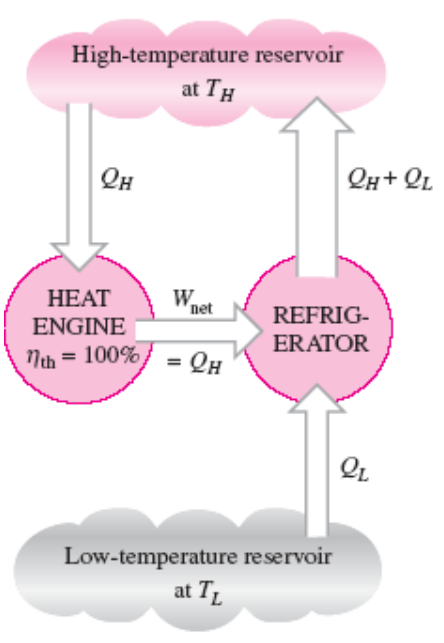 High-temperature reservoir
at T_H
Q_H
Q_H + Q_L
HEAT
ENGINE
η_th = 100%
W_net
= Q_H
REFRIG-
ERATOR
Q_L
Low-temperature reservoir
at T_L